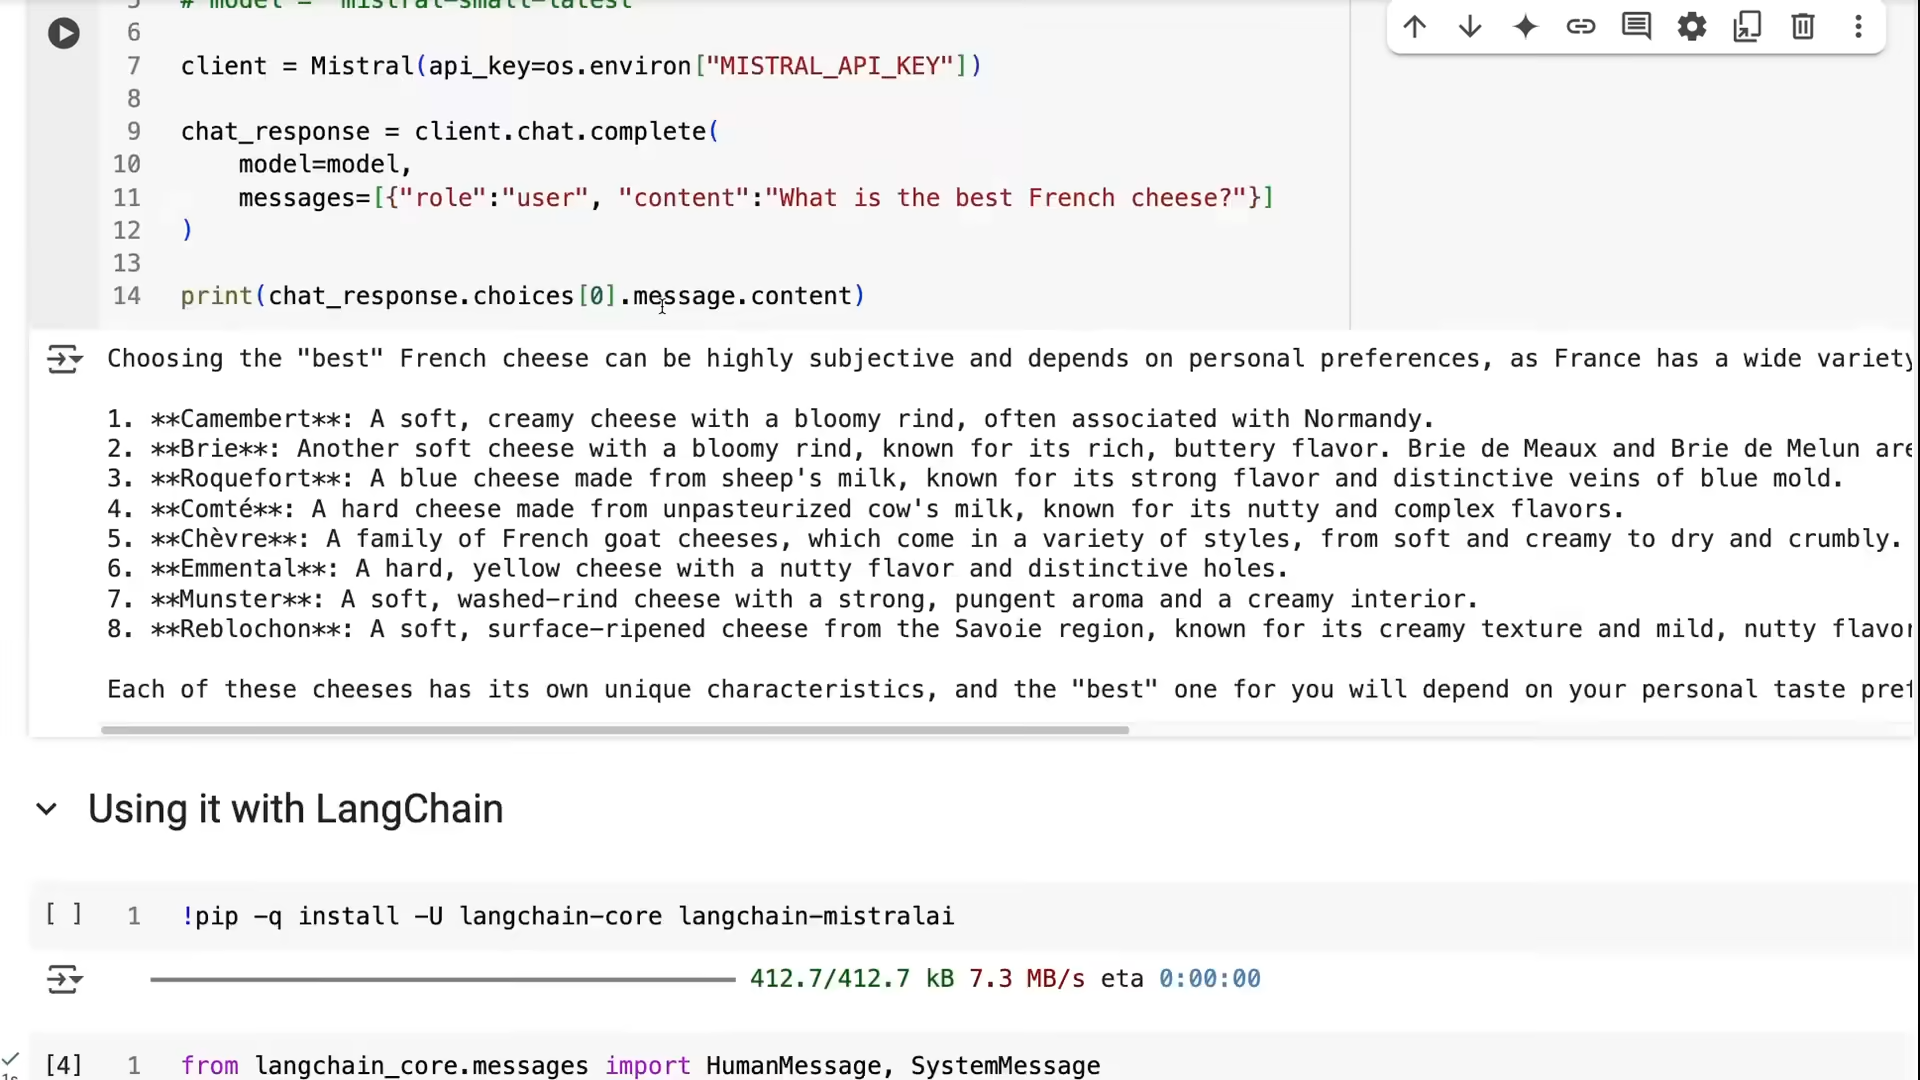 5 # model = "mistral-small-latest"
6
7 client = Mistral(api_key=os.environ["MISTRAL_API_KEY"])
8
9 chat_response = client.chat.complete(
10 model=model,
11 messages=[{"role":"user", "content":"What is the best French cheese?"}]
12 )
13
14 print(chat_response.choices[0].message.content)
Choosing the "best" French cheese can be highly subjective and depends on personal preferences, as France has a wide variety
1. **Camembert**: A soft, creamy cheese with a bloomy rind, often associated with Normandy.
2. **Brie**: Another soft cheese with a bloomy rind, known for its rich, buttery flavor. Brie de Meaux and Brie de Melun are
3. **Roquefort**: A blue cheese made from sheep's milk, known for its strong flavor and distinctive veins of blue mold.
4. **Comté**: A hard cheese made from unpasteurized cow's milk, known for its nutty and complex flavors.
5. **Chèvre**: A family of French goat cheeses, which come in a variety of styles, from soft and creamy to dry and crumbly.
6. **Emmental**: A hard, yellow cheese with a nutty flavor and distinctive holes.
7. **Munster**: A soft, washed-rind cheese with a strong, pungent aroma and a creamy interior.
8. **Reblochon**: A soft, surface-ripened cheese from the Savoie region, known for its creamy texture and mild, nutty flavor
Each of these cheeses has its own unique characteristics, and the "best" one for you will depend on your personal taste pref
Using it with LangChain
[ ] 1 !pip -q install -U langchain-core langchain-mistralai
412.7/412.7 kB 7.3 MB/s eta 0:00:00
[4] 1 from langchain_core.messages import HumanMessage, SystemMessage